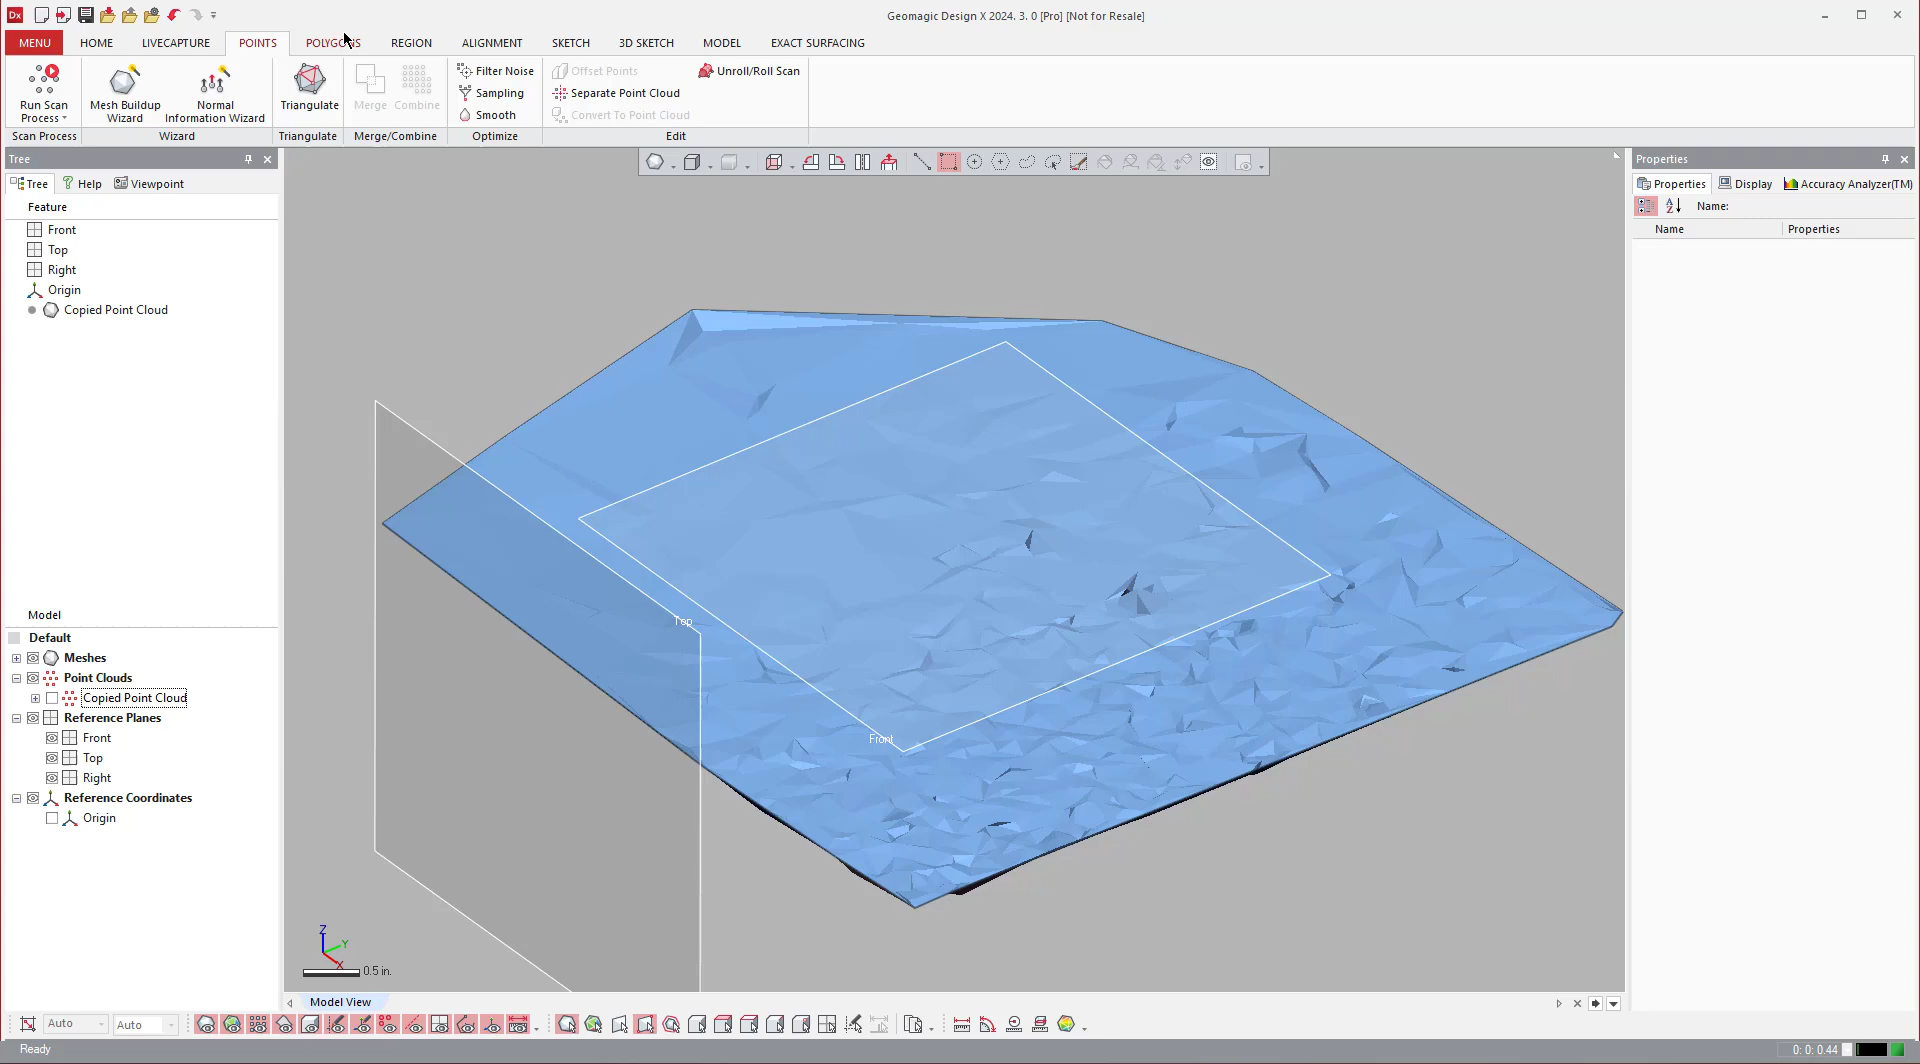 Dx
Geomagic Design X 2024. 3. 0 [Pro] [Not for Resale]
MENU HOME LIVECAPTURE POINTS POLYGONS REGION ALIGNMENT SKETCH 3D SKETCH MODEL EXACT SURFACING
Run Scan Process
Mesh Buildup Wizard
Normal Information Wizard
Triangulate
Merge
Combine
Filter Noise
Sampling
Smooth
Offset Points
Separate Point Cloud
Convert To Point Cloud
Unroll/Roll Scan
Scan Process Wizard Triangulate Merge/Combine Optimize Edit
Tree
Tree Help Viewpoint
Feature
Front
Top
Right
Origin
Copied Point Cloud
Model
Default
Meshes
Point Clouds
Copied Point Cloud
Reference Planes
Front
Top
Right
Reference Coordinates
Origin
Top
Front
Z
Y
X
0.5 in.
Model View
Properties
Properties Display Accuracy Analyzer(TM)
Name:
Name Properties
Auto Auto
Ready
0: 0: 0.44